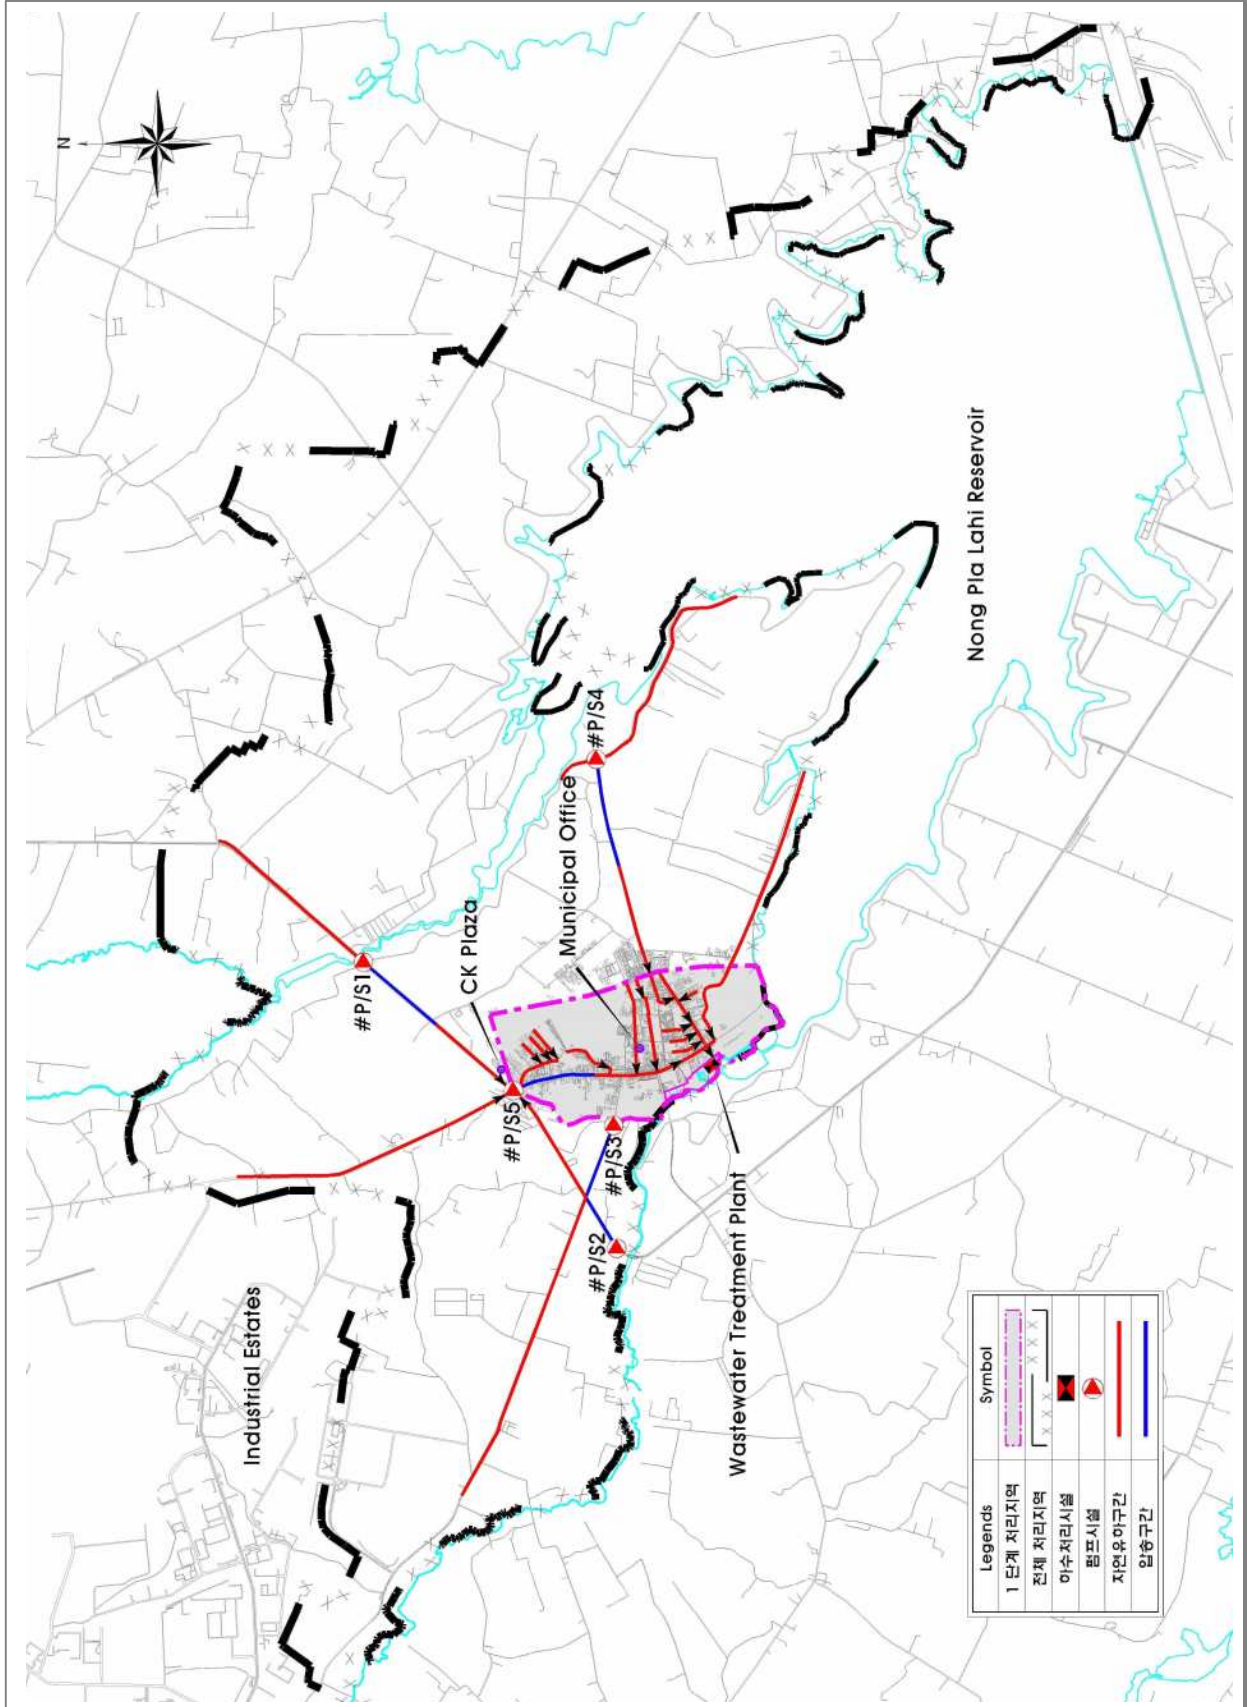 N
Nong Pla Lahi Reservoir
#P/S4
Municipal Office
CK Plaza
#P/S1
#P/S5
#P/S3
#P/S2
Wastewater Treatment Plant
Industrial Estates
Legends Symbol
1 단계 처리지역
전체 처리지역
하수처리시설
펌프시설
자연유하구간
압송구간